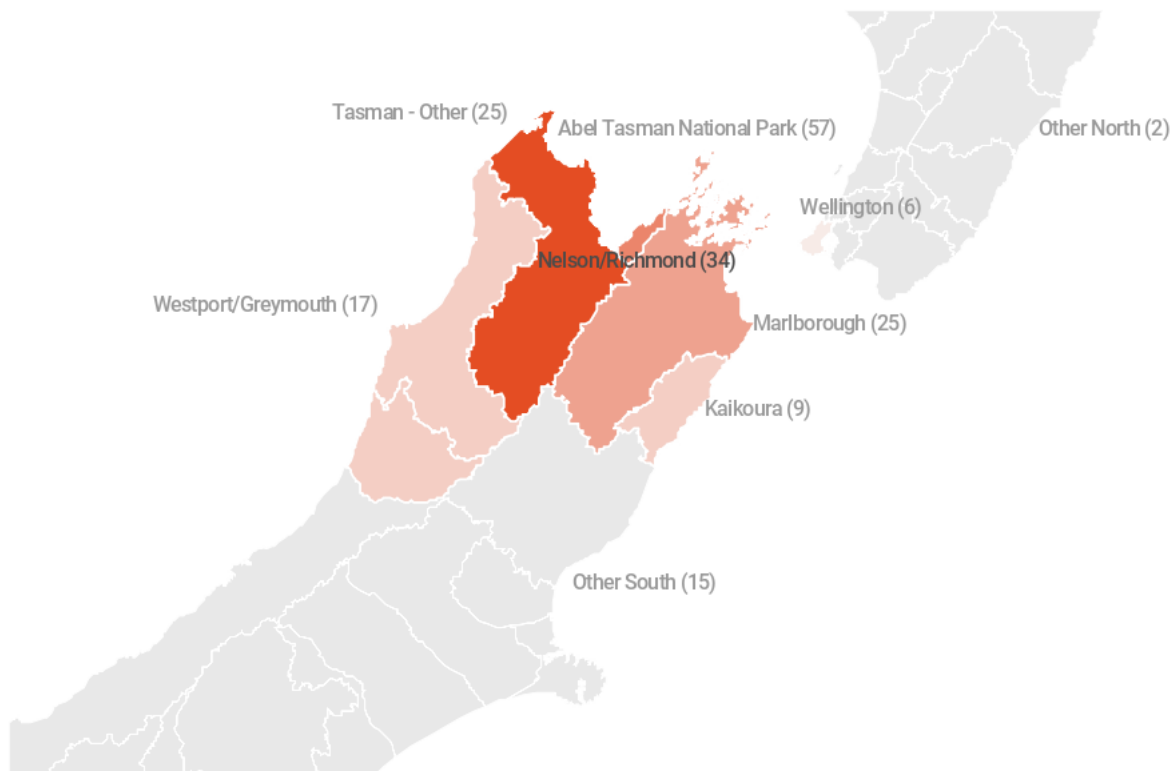 Tasman - Other (25)
Abel Tasman National Park (57)
Other North (2)
Wellington (6)
Nelson/Richmond (34)
Westport/Greymouth (17)
Marlborough (25)
Kaikoura (9)
Other South (15)